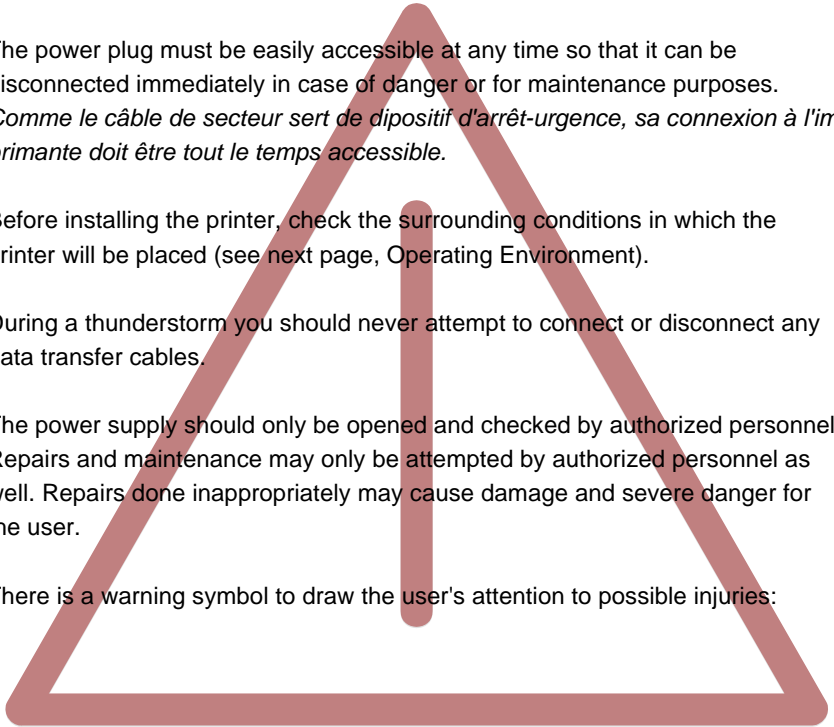 he power plug must be easily accessible at any time so that it can be
isconnected immediately in case of danger or for maintenance purposes.
Comme le câble de secteur sert de dipositif d'arrêt-urgence, sa connexion à l'im
rimante doit être tout le temps accessible.
Before installing the printer, check the surrounding conditions in which the
rinter will be placed (see next page, Operating Environment).
During a thunderstorm you should never attempt to connect or disconnect any
ata transfer cables.
The power supply should only be opened and checked by authorized personnel
Repairs and maintenance may only be attempted by authorized personnel as
well. Repairs done inappropriately may cause damage and severe danger for
he user.
There is a warning symbol to draw the user's attention to possible injuries: